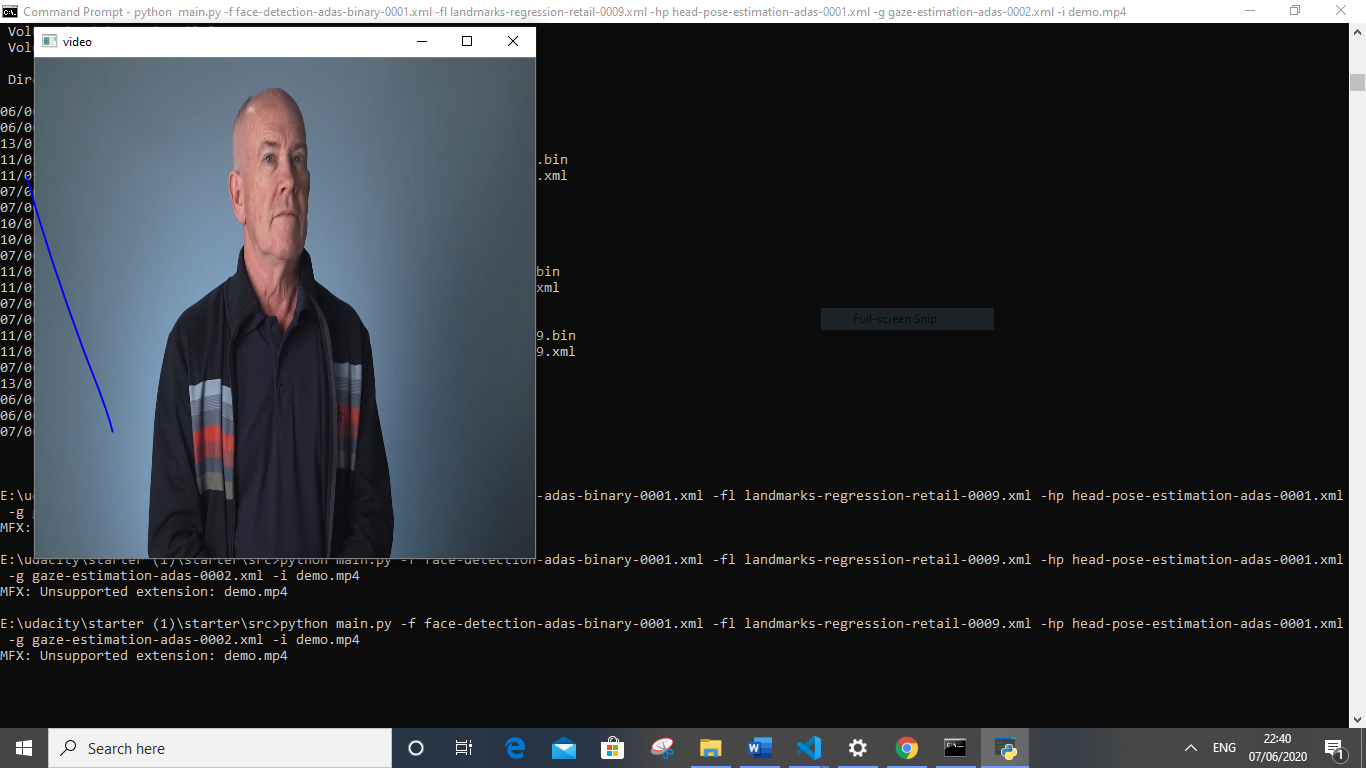 Command Prompt - python  main.py -f face-detection-adas-binary-0001.xml -fl landmarks-regression-retail-0009.xml -hp head-pose-estimation-adas-0001.xml -g gaze-estimation-adas-0002.xml -i demo.mp4
Vol
video
Vol
Dire
06/0
06/0
13/0
11/0 .bin
11/0 .xml
07/0
07/0
10/0
10/0
07/0
11/0 bin
11/0 xml
07/0
07/0
Full-screen Snip
11/0 9.bin
11/0 9.xml
07/0
13/0
06/0
06/0
07/0
E:\u -adas-binary-0001.xml -fl landmarks-regression-retail-0009.xml -hp head-pose-estimation-adas-0001.xml
-g
MFX:
E:\udacity\starter (1)\starter\src>python main.py -f face-detection-adas-binary-0001.xml -fl landmarks-regression-retail-0009.xml -hp head-pose-estimation-adas-0001.xml
-g gaze-estimation-adas-0002.xml -i demo.mp4
MFX: Unsupported extension: demo.mp4
E:\udacity\starter (1)\starter\src>python main.py -f face-detection-adas-binary-0001.xml -fl landmarks-regression-retail-0009.xml -hp head-pose-estimation-adas-0001.xml
-g gaze-estimation-adas-0002.xml -i demo.mp4
MFX: Unsupported extension: demo.mp4
Search here
ENG
22:40
07/06/2020
1